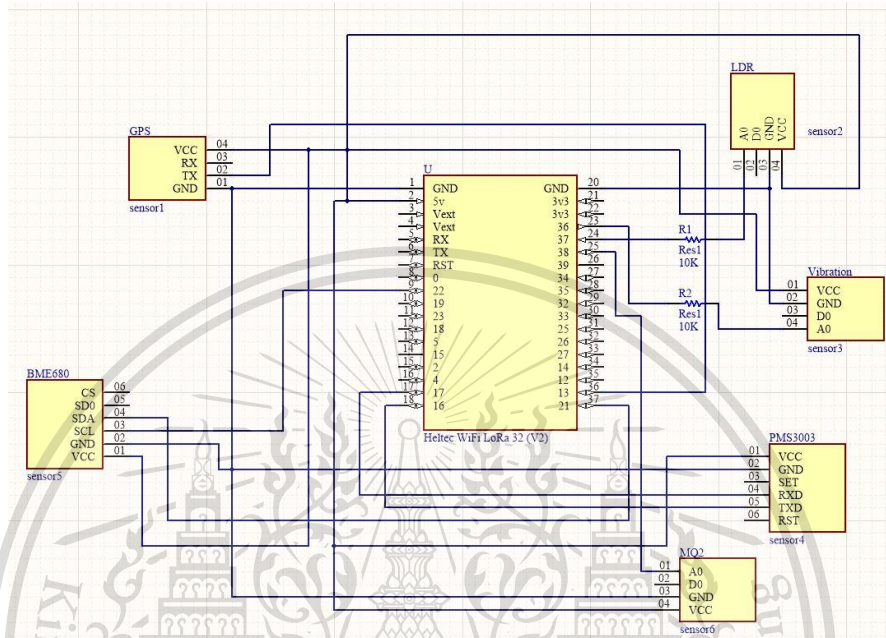 LDR
A0
D0
GND
VCC
01
02
03
04
sensor2
GPS
VCC 04
RX 03
TX 02
GND 01
sensor1
U
1 GND GND 20
2 5v 3v3 21
3 Vext 3v3 22
4 Vext 36 23
5 RX 37 24
6 TX 38 25
7 RST 39 26
8 0 34 27
9 22 35 28
10 19 32 29
11 23 33 30
12 18 25 31
13 5 26 32
14 15 27 33
15 2 14 34
16 4 12 35
17 17 13 36
18 16 21 37
Heltec WiFi LoRa 32 (V2)
R1
Res1
10K
R2
Res1
10K
Vibration
01 VCC
02 GND
03 D0
04 A0
sensor3
BME680
CS 06
SD0 05
SDA 04
SCL 03
GND 02
VCC 01
sensor5
PMS3003
01 VCC
02 GND
03 SET
04 RXD
05 TXD
06 RST
sensor4
MQ2
01 A0
02 D0
03 GND
04 VCC
sensor6